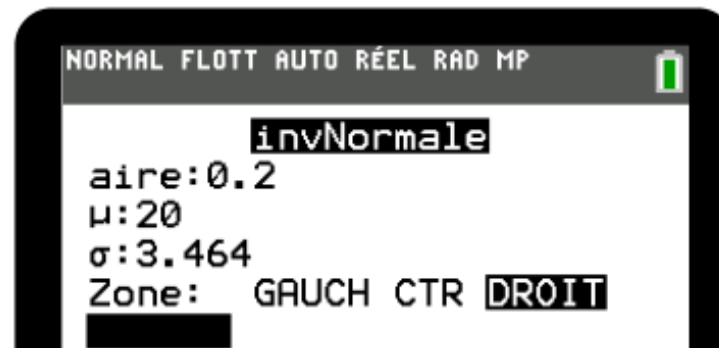 NORMAL FLOTT AUTO RÉEL RAD MP
invNormale
aire:0.2
µ:20
σ:3.464
Zone: GAUCH CTR DROIT